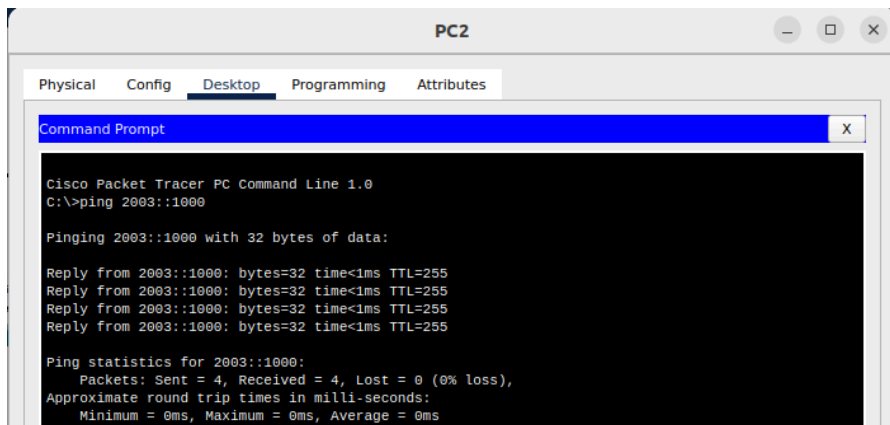 PC2
Physical Config Desktop Programming Attributes
Command Prompt X
Cisco Packet Tracer PC Command Line 1.0
C:\>ping 2003::1000
Pinging 2003::1000 with 32 bytes of data:
Reply from 2003::1000: bytes=32 time<1ms TTL=255
Reply from 2003::1000: bytes=32 time<1ms TTL=255
Reply from 2003::1000: bytes=32 time<1ms TTL=255
Reply from 2003::1000: bytes=32 time<1ms TTL=255
Ping statistics for 2003::1000:
Packets: Sent = 4, Received = 4, Lost = 0 (0% loss),
Approximate round trip times in milli-seconds:
Minimum = 0ms, Maximum = 0ms, Average = 0ms